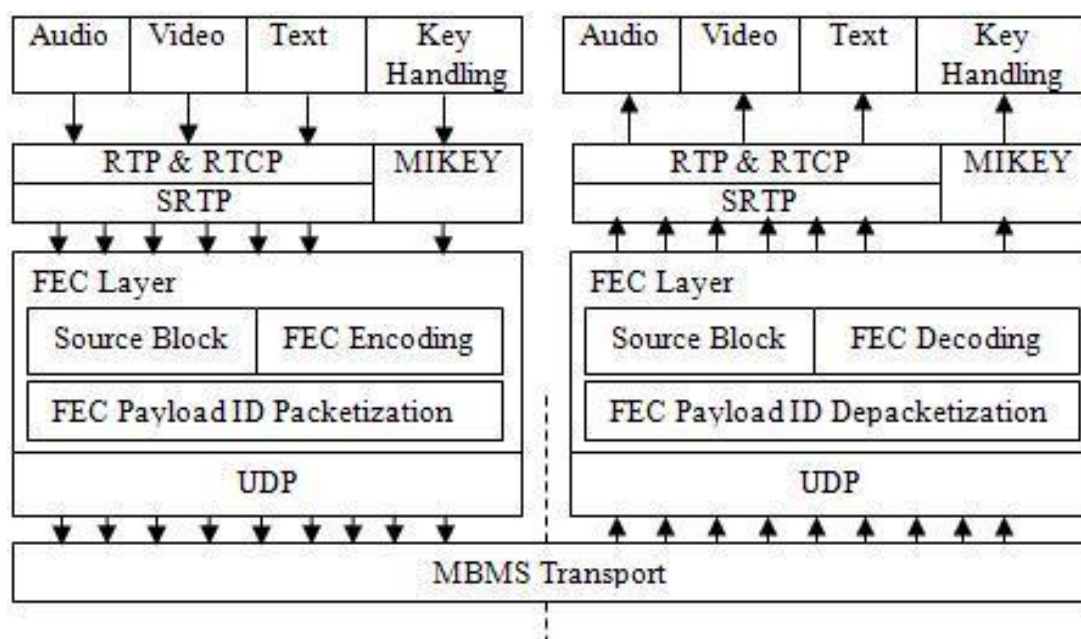 Audio Video Text Key Handling
RTP & RTCP MIKEY
SRTP
FEC Layer
Source Block FEC Encoding
FEC Payload ID Packetization
UDP
Audio Video Text Key Handling
RTP & RTCP MIKEY
SRTP
FEC Layer
Source Block FEC Decoding
FEC Payload ID Depacketization
UDP
MBMS Transport